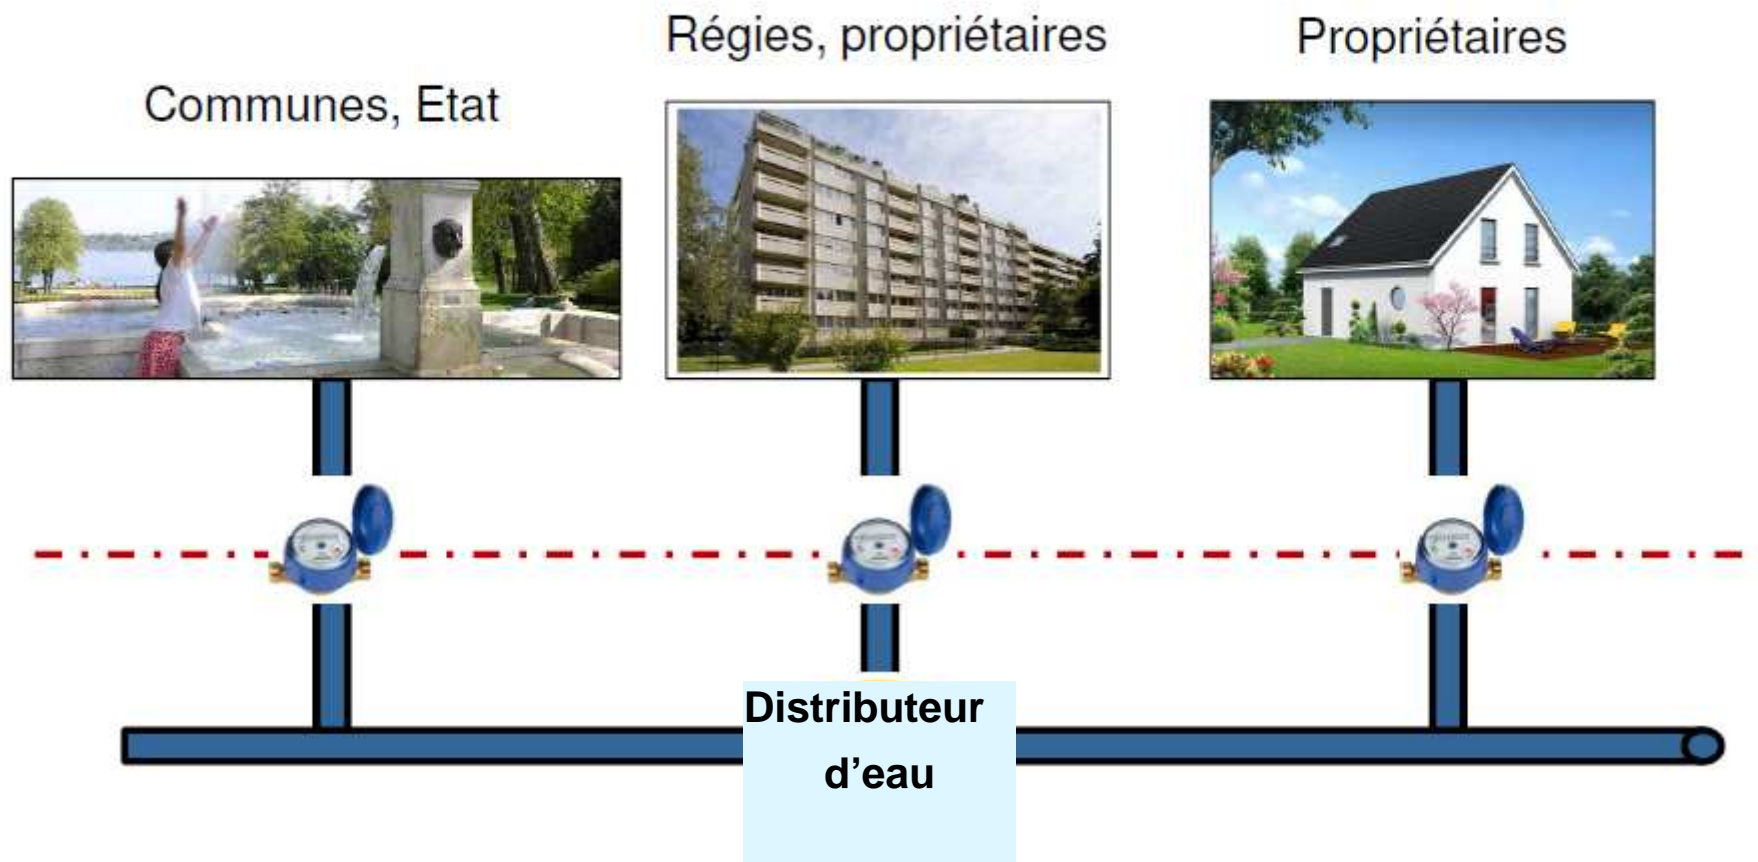 Régies, propriétaires
Propriétaires
Communes, Etat
Distributeur
d’eau